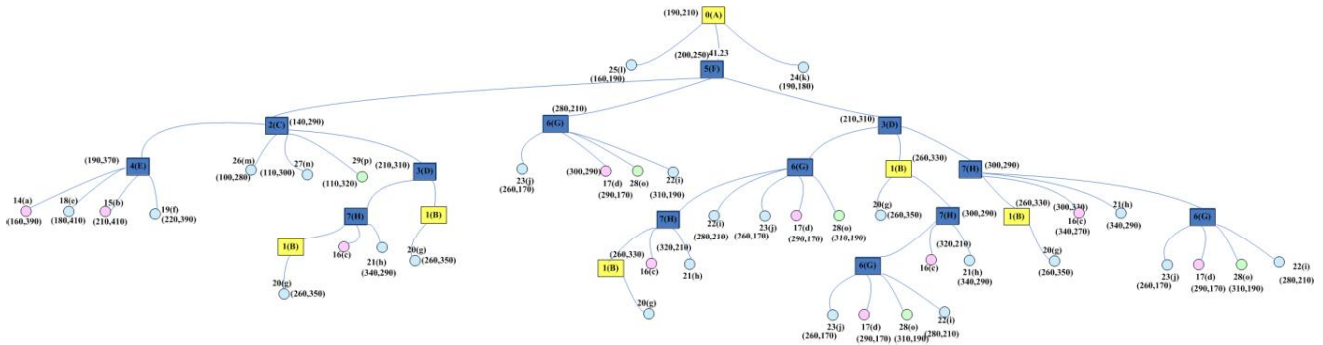 (190,210) 0(A)
(200,250) 41.23
25(l)
(160,190)
5(F)
24(k)
(190,180)
(280,210)
2(C) (140,290)
6(G)
(210,310) 3(D)
(190,370)
4(E)
26(m)
(100,280)
27(n)
(110,300)
29(p)
(110,320)
(210,310)
3(D)
23(j)
(260,170)
(300,290)
17(d)
(290,170)
28(o)
22(i)
(310,190)
6(G)
1(B)
(260,330)
7(H)
(300,290)
14(a)
(160,390)
18(e)
(180,410)
15(b)
(210,410)
19(f)
(220,390)
7(H)
1(B)
7(H)
22(i)
(280,210)
23(j)
(260,170)
17(d)
(290,170)
28(o)
(310,190)
20(g)
(260,350)
7(H)
(300,290)
(260,330)
1(B)
(300,330)
16(c)
(340,270)
21(h)
(340,290)
6(G)
1(B)
16(c)
21(h)
(340,290)
20(g)
(260,350)
(260,330)
1(B)
(320,210)
16(c)
21(h)
(320,210)
6(G)
16(c)
21(h)
(340,290)
20(g)
(260,350)
23(j)
(260,170)
17(d)
(290,170)
28(o)
(310,190)
22(i)
(280,210)
20(g)
(260,350)
20(g)
23(j)
(260,170)
17(d)
(290,170)
28(o)
(310,190)
22(i)
(280,210)